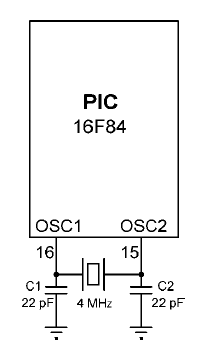 PIC
16F84
OSC1 OSC2
16 15
C1 C2
22 pF 4 MHz 22 pF